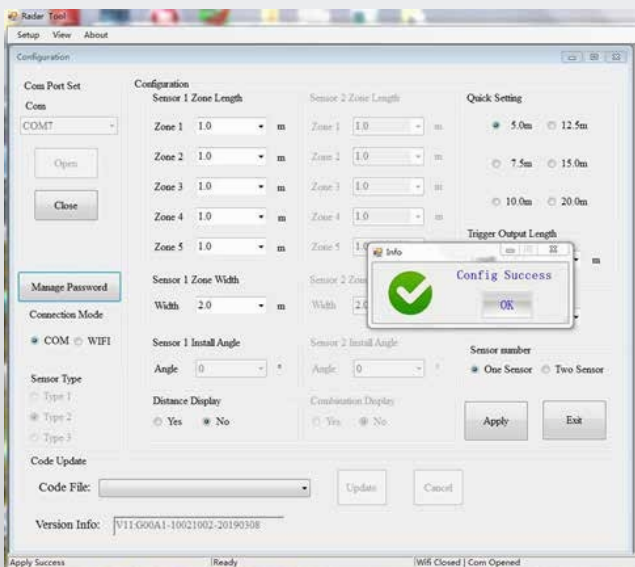 Radar Tool
Setup View About
Configuration
Com Port Set
Com
COM7
Open
Close
Manage Password
Connection Mode
COM WIFI
Sensor Type
Type 1
Type 2
Type 3
Configuration
Sensor 1 Zone Length
Zone 1 1.0 m
Zone 2 1.0 m
Zone 3 1.0 m
Zone 4 1.0 m
Zone 5 1.0 m
Sensor 1 Zone Width
Width 2.0 m
Sensor 1 Install Angle
Angle 0 °
Distance Display
Yes No
Sensor 2 Zone Length
Zone 1 1.0 m
Zone 2 1.0 m
Zone 3 1.0 m
Zone 4 1.0 m
Zone 5 1.0
Sensor 2
Width
Sensor 2 Install Angle
Angle 0 °
Combination Display
Yes No
Quick Setting
5.0m 12.5m
7.5m 15.0m
10.0m 20.0m
Trigger Output Length
m
Info
Config Success
OK
Sensor number
One Sensor Two Sensor
Apply Exit
Code Update
Code File:
Update Cancel
Version Info: V11:G00A1-10021002-20190308
Apply Success Ready Wifi Closed | Com Opened